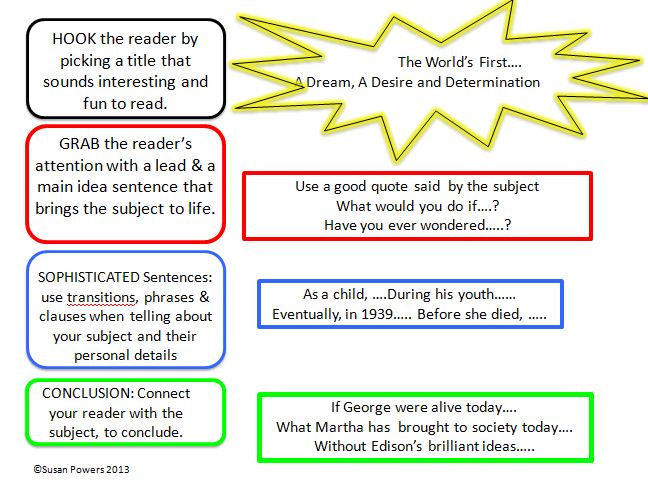 HOOK the reader by
picking a title that
sounds interesting and
fun to read.
The World's First....
A Dream, A Desire and Determination
GRAB the reader's
attention with a lead & a
main idea sentence that
brings the subject to life.
Use a good quote said by the subject
What would you do if....?
Have you ever wondered.....?
SOPHISTICATED Sentences:
use transitions, phrases &
clauses when telling about
your subject and their
personal details
As a child, ....During his youth......
Eventually, in 1939..... Before she died, .....
CONCLUSION: Connect
your reader with the
subject, to conclude.
If George were alive today....
What Martha has brought to society today....
Without Edison's brilliant ideas.....
©Susan Powers 2013